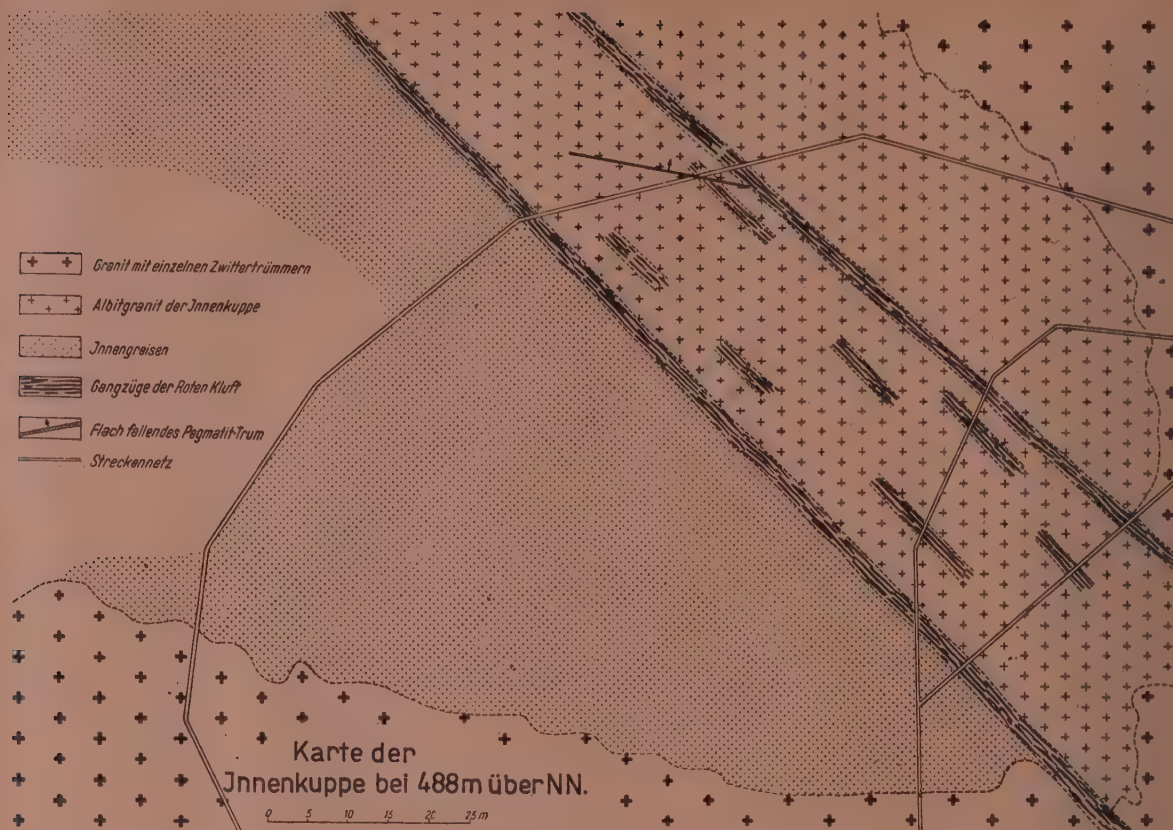 Granit mit einzelnen Zwittertrümmern
Albitgranit der Jnnenkuppe
Jnnengreisen
Gangzüge der Roten Kluft
Flach fallendes Pegmatit-Trum
Streckennetz
Karte der
Jnnenkuppe bei 488m über NN.
0 5 10 15 20 25 m